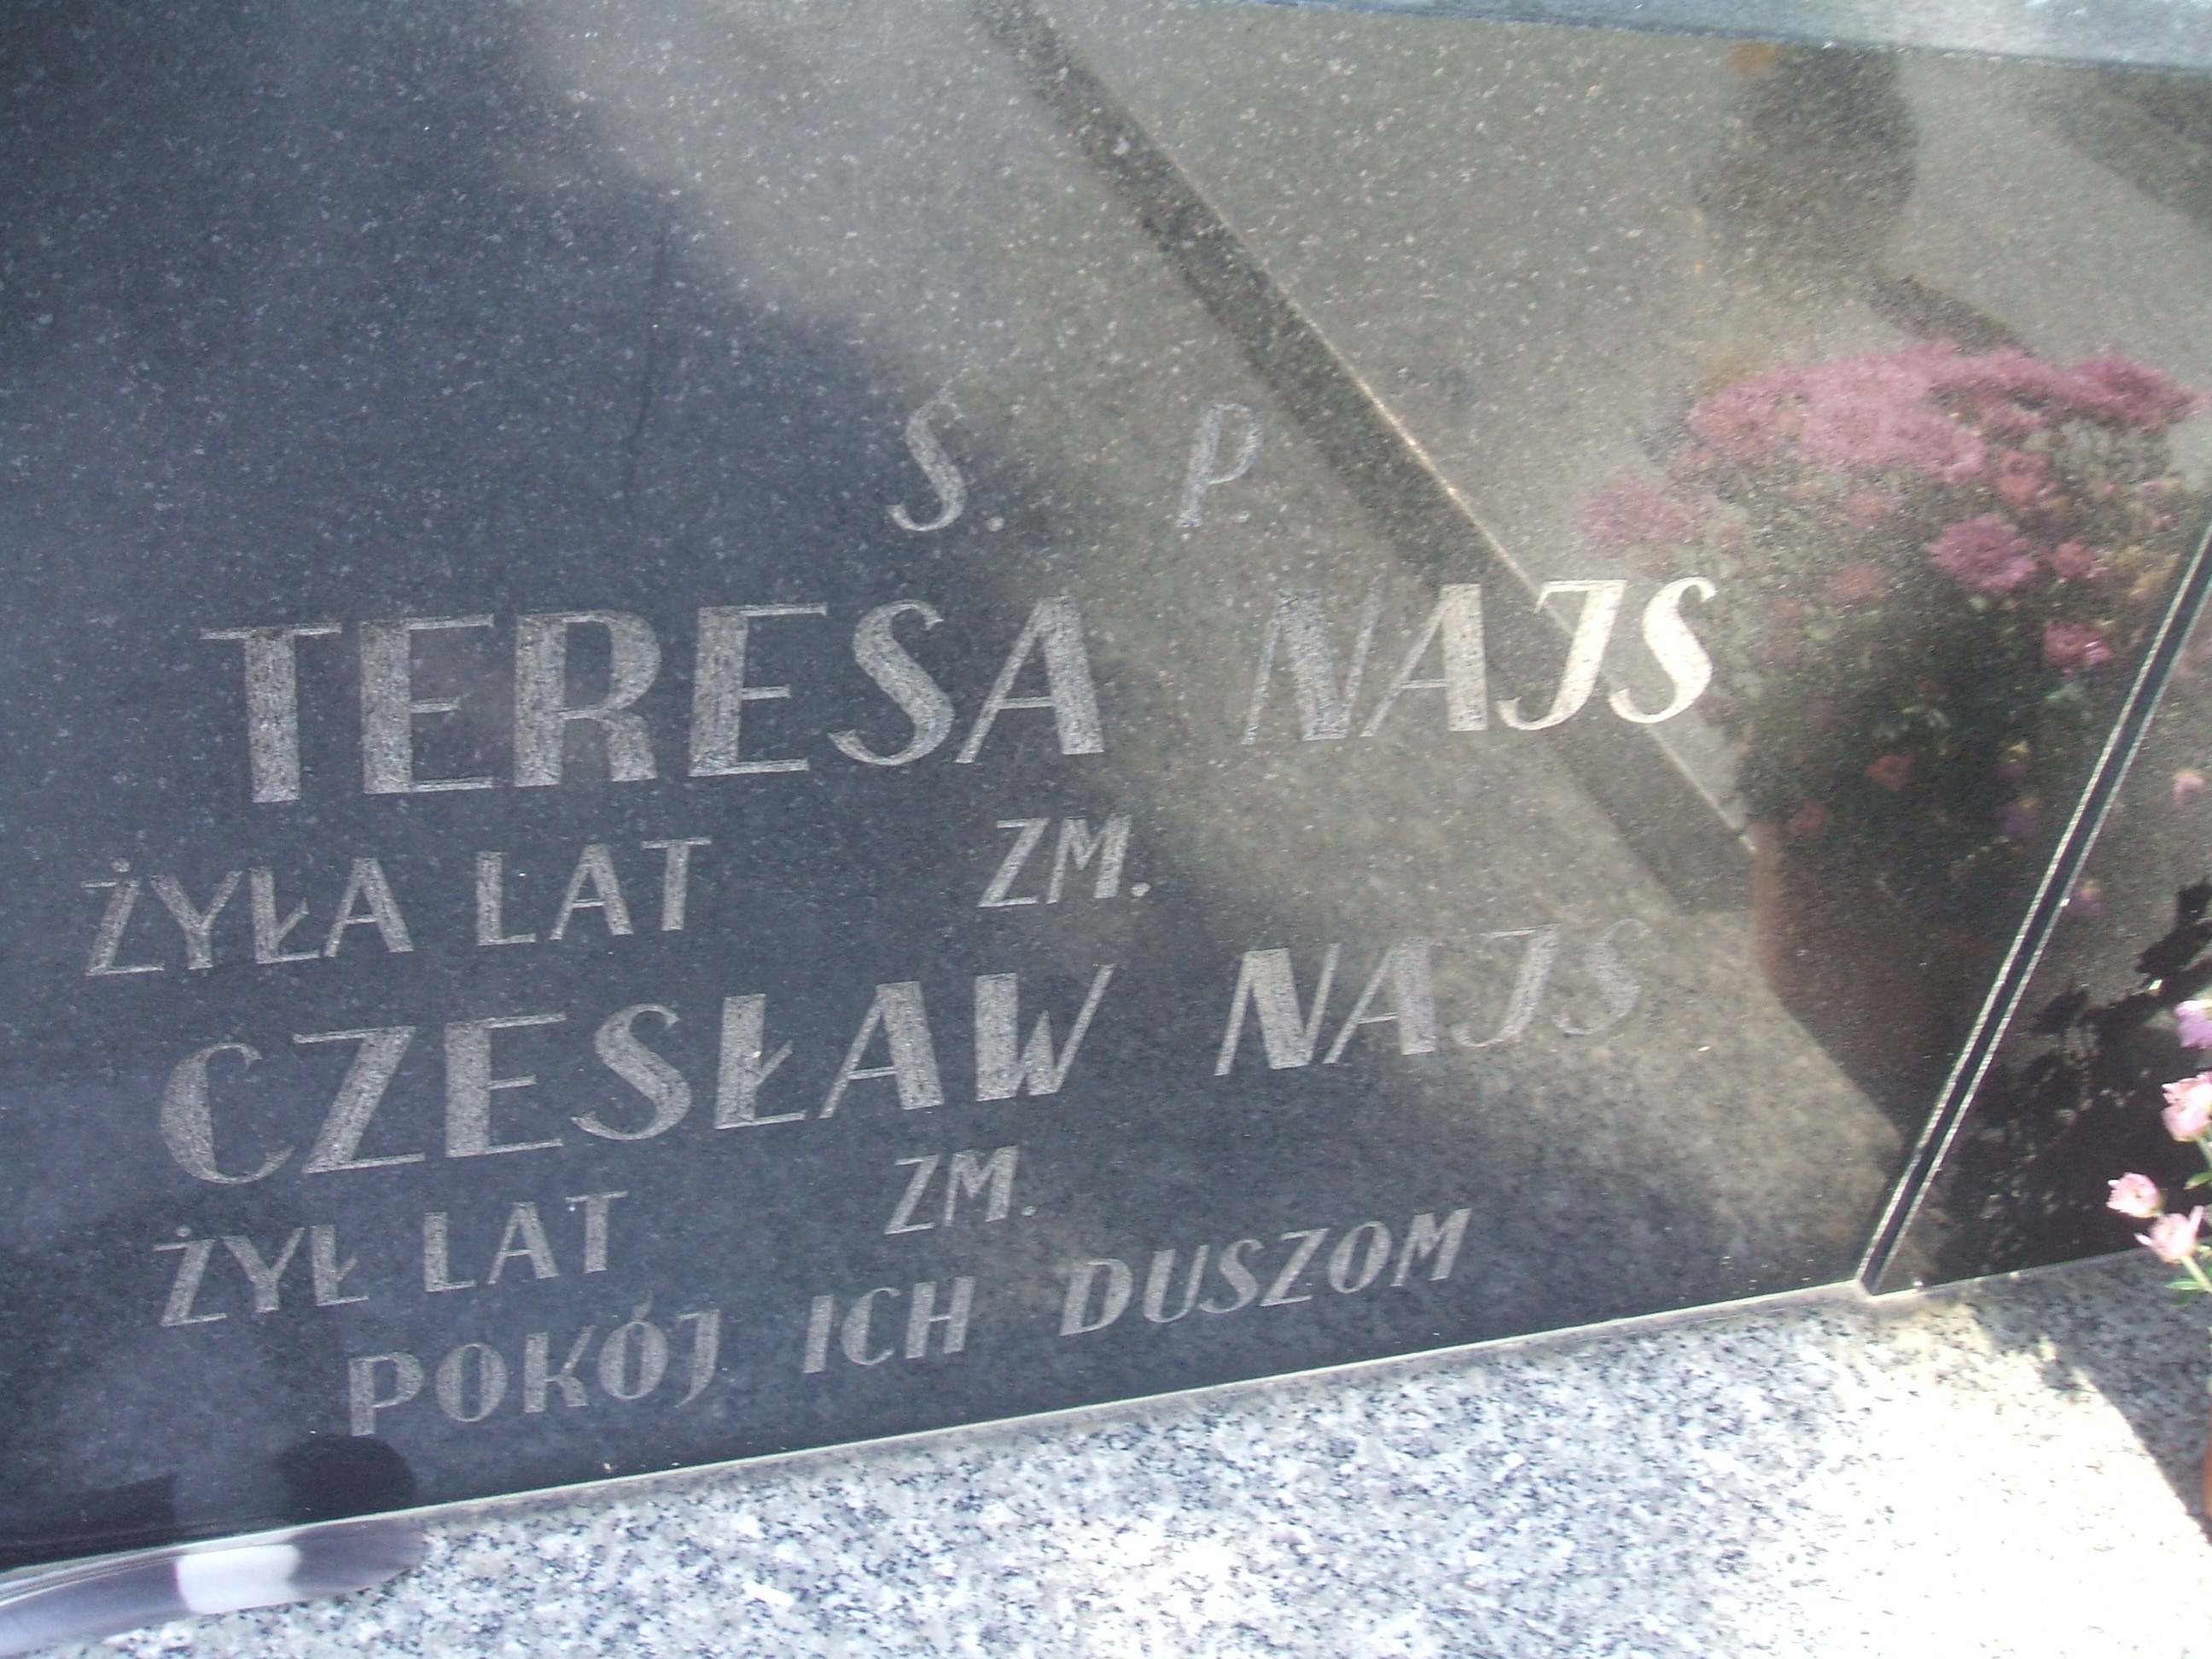 Ś. P.
TERESA NAJS
ŻYŁA LAT ZM.
CZESŁAW NAJS
ŻYŁ LAT ZM.
POKÓJ ICH DUSZOM